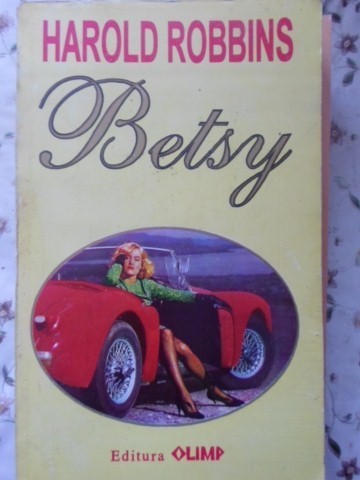 HAROLD ROBBINS
Betsy
Editura OLIMP